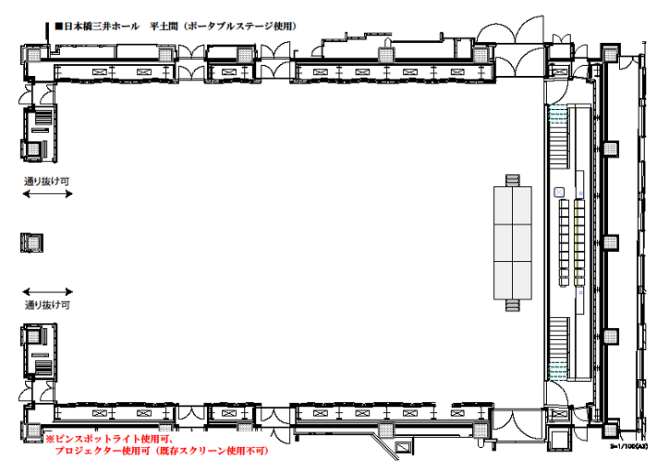 ■日本橋三井ホール　平土間（ポータブルステージ使用）
通り抜け可
通り抜け可
※ピンスポットライト使用可、
プロジェクター使用可（既存スクリーン使用不可）
S=1/100(A3)